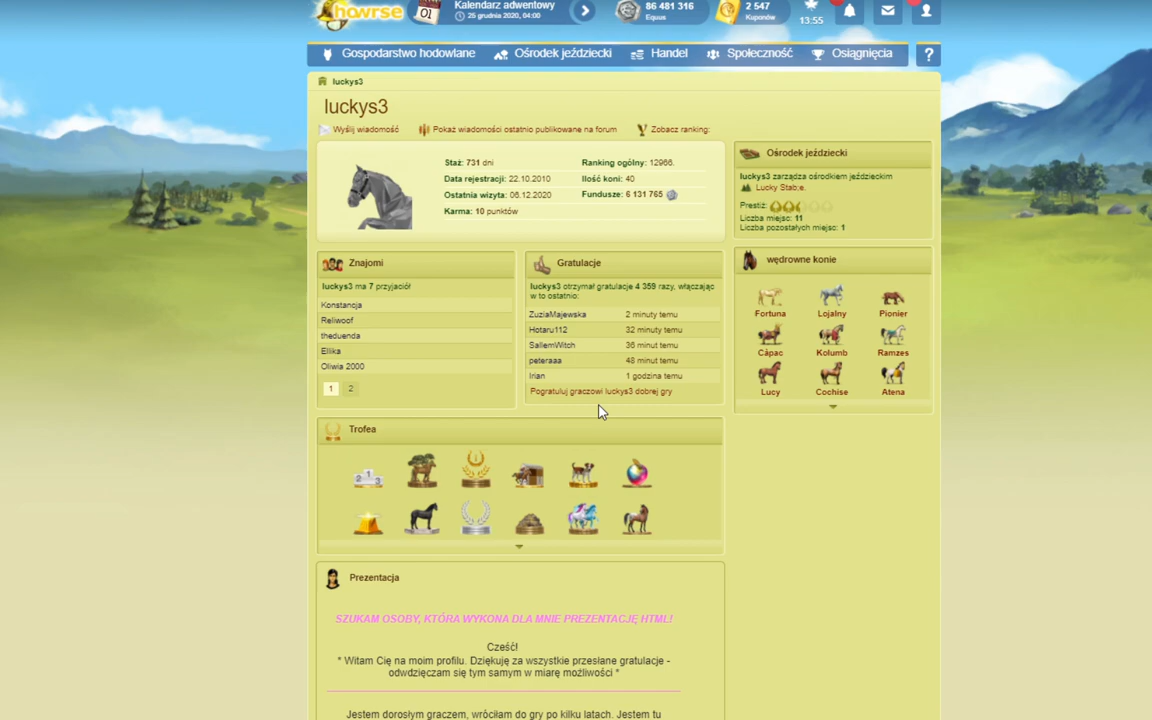 howrse
01
Kalendarz adwentowy
25 grudnia 2020, 04:00
86 481 316
Equus
2 547
Kuponów
13:55
Gospodarstwo hodowlane
Ośrodek jeździecki
Handel
Społeczność
Osiągnięcia
?
luckys3
luckys3
Wyślij wiadomość
Pokaż wiadomości ostatnio publikowane na forum
Zobacz ranking:
Staż: 731 dni
Ranking ogólny: 12966.
Data rejestracji: 22.10.2010
Ilość koni: 40
Ostatnia wizyta: 06.12.2020
Fundusze: 6 131 765
Karma: 10 punktów
Ośrodek jeździecki
luckys3 zarządza ośrodkiem jeździeckim
Lucky Stab;e.
Prestiż:
Liczba miejsc: 11
Liczba pozostałych miejsc: 1
Znajomi
luckys3 ma 7 przyjaciół
Konstancja
Reliwoof
theduenda
Ellika
Oliwia 2000
1 2
Gratulacje
luckys3 otrzymał gratulacje 4 359 razy, włączając
w to ostatnio:
ZuziaMajewska 2 minuty temu
Hotaru112 32 minuty temu
SallemWitch 36 minut temu
peteraaa 48 minut temu
Irian 1 godzina temu
Pogratuluj graczowi luckys3 dobrej gry
wędrowne konie
Fortuna Lojalny Pionier
Càpac Kolumb Ramzes
Lucy Cochise Atena
Trofea
Prezentacja
SZUKAM OSOBY, KTÓRA WYKONA DLA MNIE PREZENTACJĘ HTML!
Cześć!
* Witam Cię na moim profilu. Dziękuję za wszystkie przesłane gratulacje -
odwdzięczam się tym samym w miarę możliwości *
Jestem dorosłym graczem, wróciłam do gry po kilku latach. Jestem tu